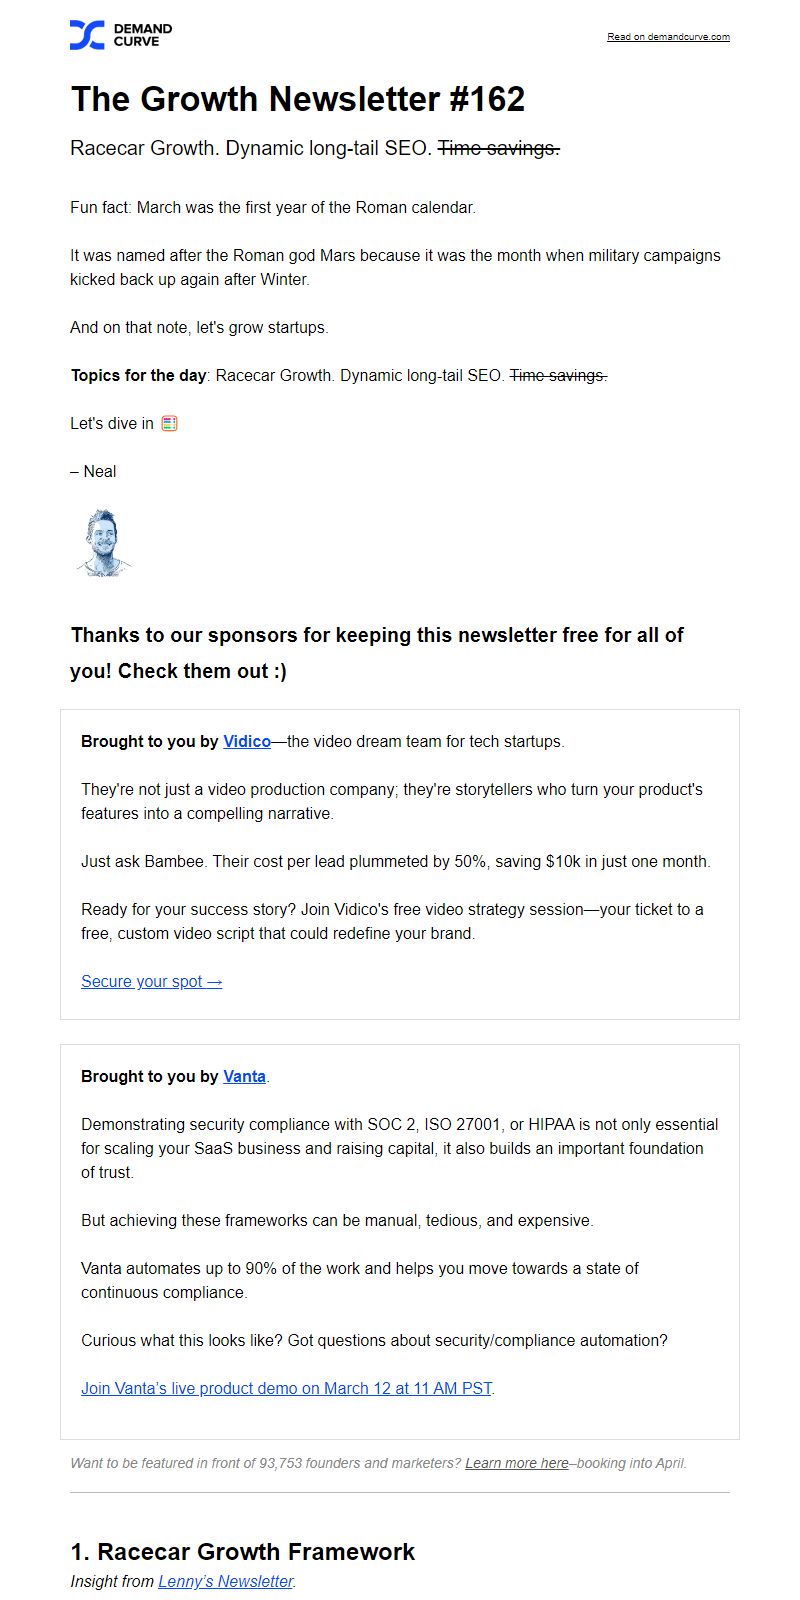 DEMAND
CURVE
Read on demandcurve.com
The Growth Newsletter #162
Racecar Growth. Dynamic long-tail SEO. Time savings.
Fun fact: March was the first year of the Roman calendar.
It was named after the Roman god Mars because it was the month when military campaigns
kicked back up again after Winter.
And on that note, let's grow startups.
Topics for the day: Racecar Growth. Dynamic long-tail SEO. Time savings.
Let's dive in
– Neal
Thanks to our sponsors for keeping this newsletter free for all of
you! Check them out :)
Brought to you by Vidico—the video dream team for tech startups.
They're not just a video production company; they're storytellers who turn your product's
features into a compelling narrative.
Just ask Bambee. Their cost per lead plummeted by 50%, saving $10k in just one month.
Ready for your success story? Join Vidico's free video strategy session—your ticket to a
free, custom video script that could redefine your brand.
Secure your spot →
Brought to you by Vanta.
Demonstrating security compliance with SOC 2, ISO 27001, or HIPAA is not only essential
for scaling your SaaS business and raising capital, it also builds an important foundation
of trust.
But achieving these frameworks can be manual, tedious, and expensive.
Vanta automates up to 90% of the work and helps you move towards a state of
continuous compliance.
Curious what this looks like? Got questions about security/compliance automation?
Join Vanta’s live product demo on March 12 at 11 AM PST.
Want to be featured in front of 93,753 founders and marketers? Learn more here–booking into April.
1. Racecar Growth Framework
Insight from Lenny’s Newsletter.